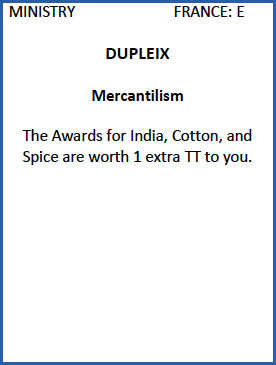 MINISTRY FRANCE: E
DUPLEIX
Mercantilism
The Awards for India, Cotton, and
Spice are worth 1 extra TT to you.